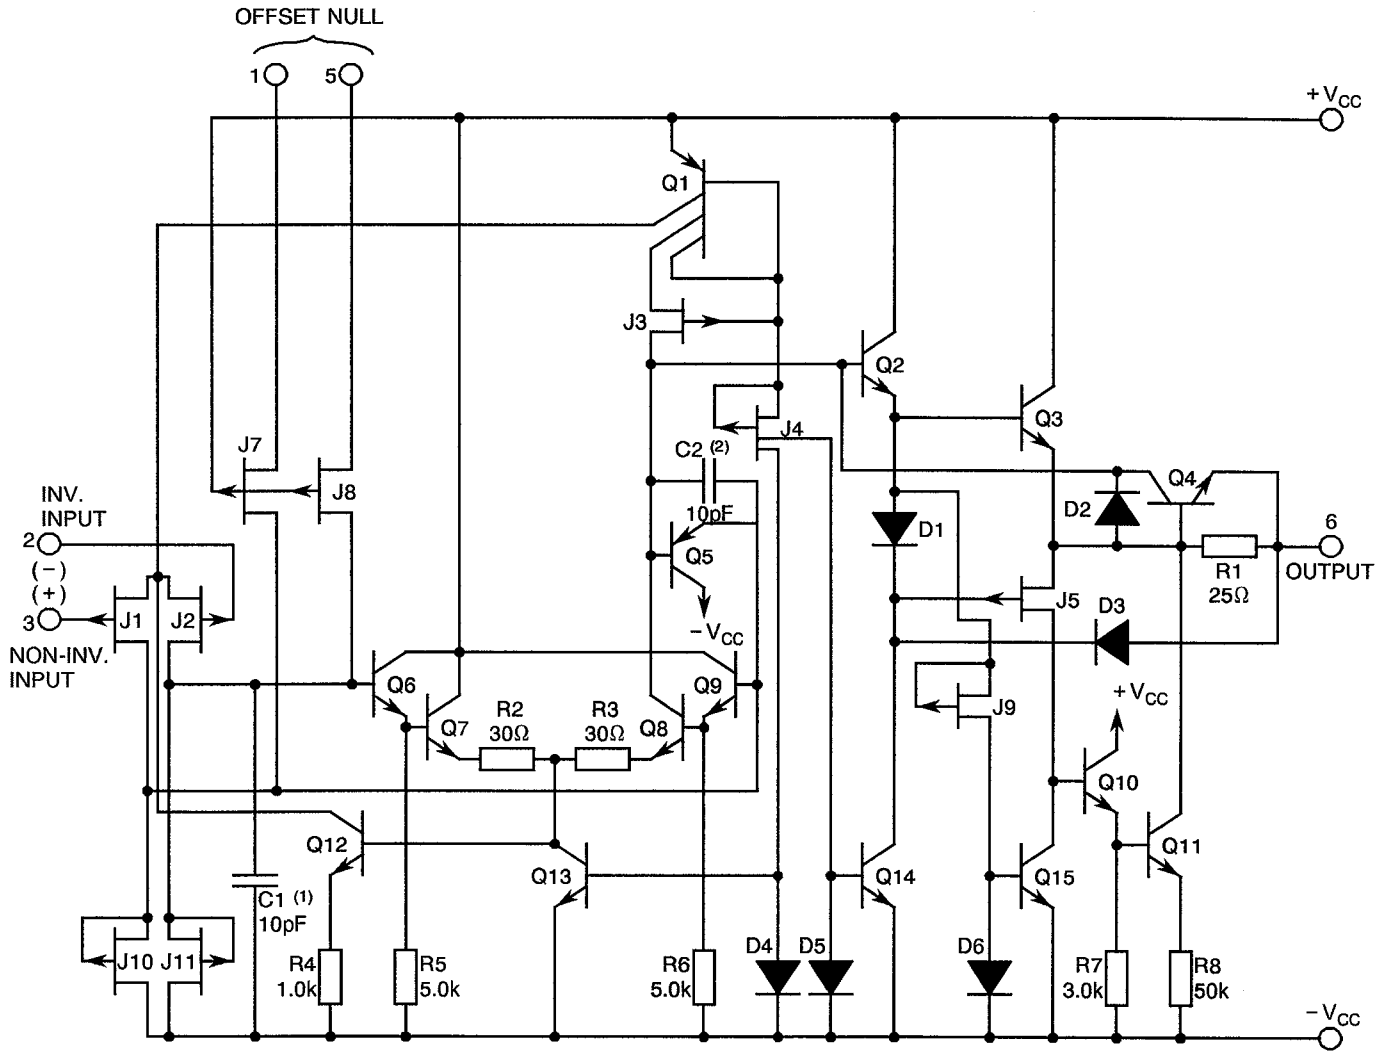 OFFSET NULL
1
5
+VCC
Q1
J3
Q2
Q3
J4
C2 (2)
10pF
Q4
D2
D1
6
OUTPUT
R1
25Ω
J7
J8
INV.
INPUT
2
(−)
(+)
3
NON-INV.
INPUT
J1
J2
Q5
−VCC
J5
D3
Q6
Q7
R2
30Ω
R3
30Ω
Q8
Q9
J9
+VCC
Q10
Q11
Q12
Q13
Q14
Q15
C1 (1)
10pF
J10
J11
R4
1.0k
R5
5.0k
R6
5.0k
D4
D5
D6
R7
3.0k
R8
50k
−VCC